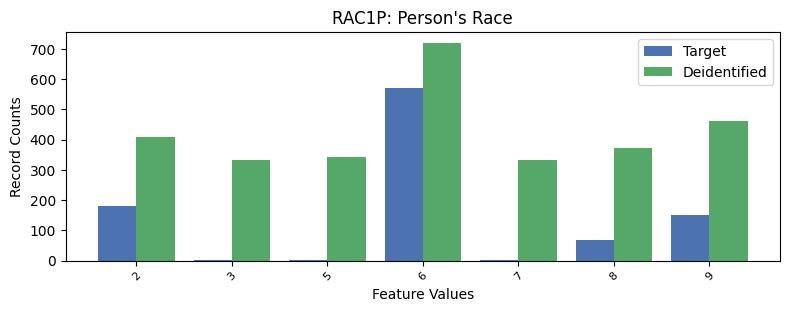 RAC1P: Person's Race
Record Counts
700
600
500
400
300
200
100
0
Target
Deidentified
2 3 5 6 7 8 9
Feature Values